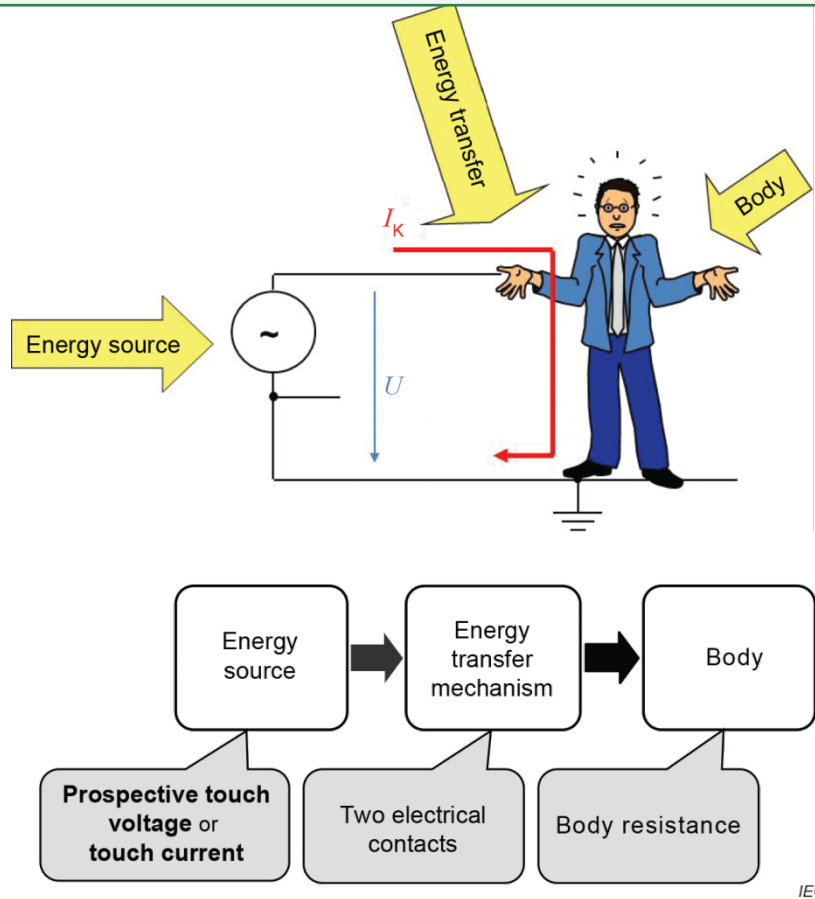 Energy transfer
Body
I_K
~
Energy source
U
Energy
source
Energy
transfer
mechanism
Body
Prospective touch
voltage or
touch current
Two electrical
contacts
Body resistance